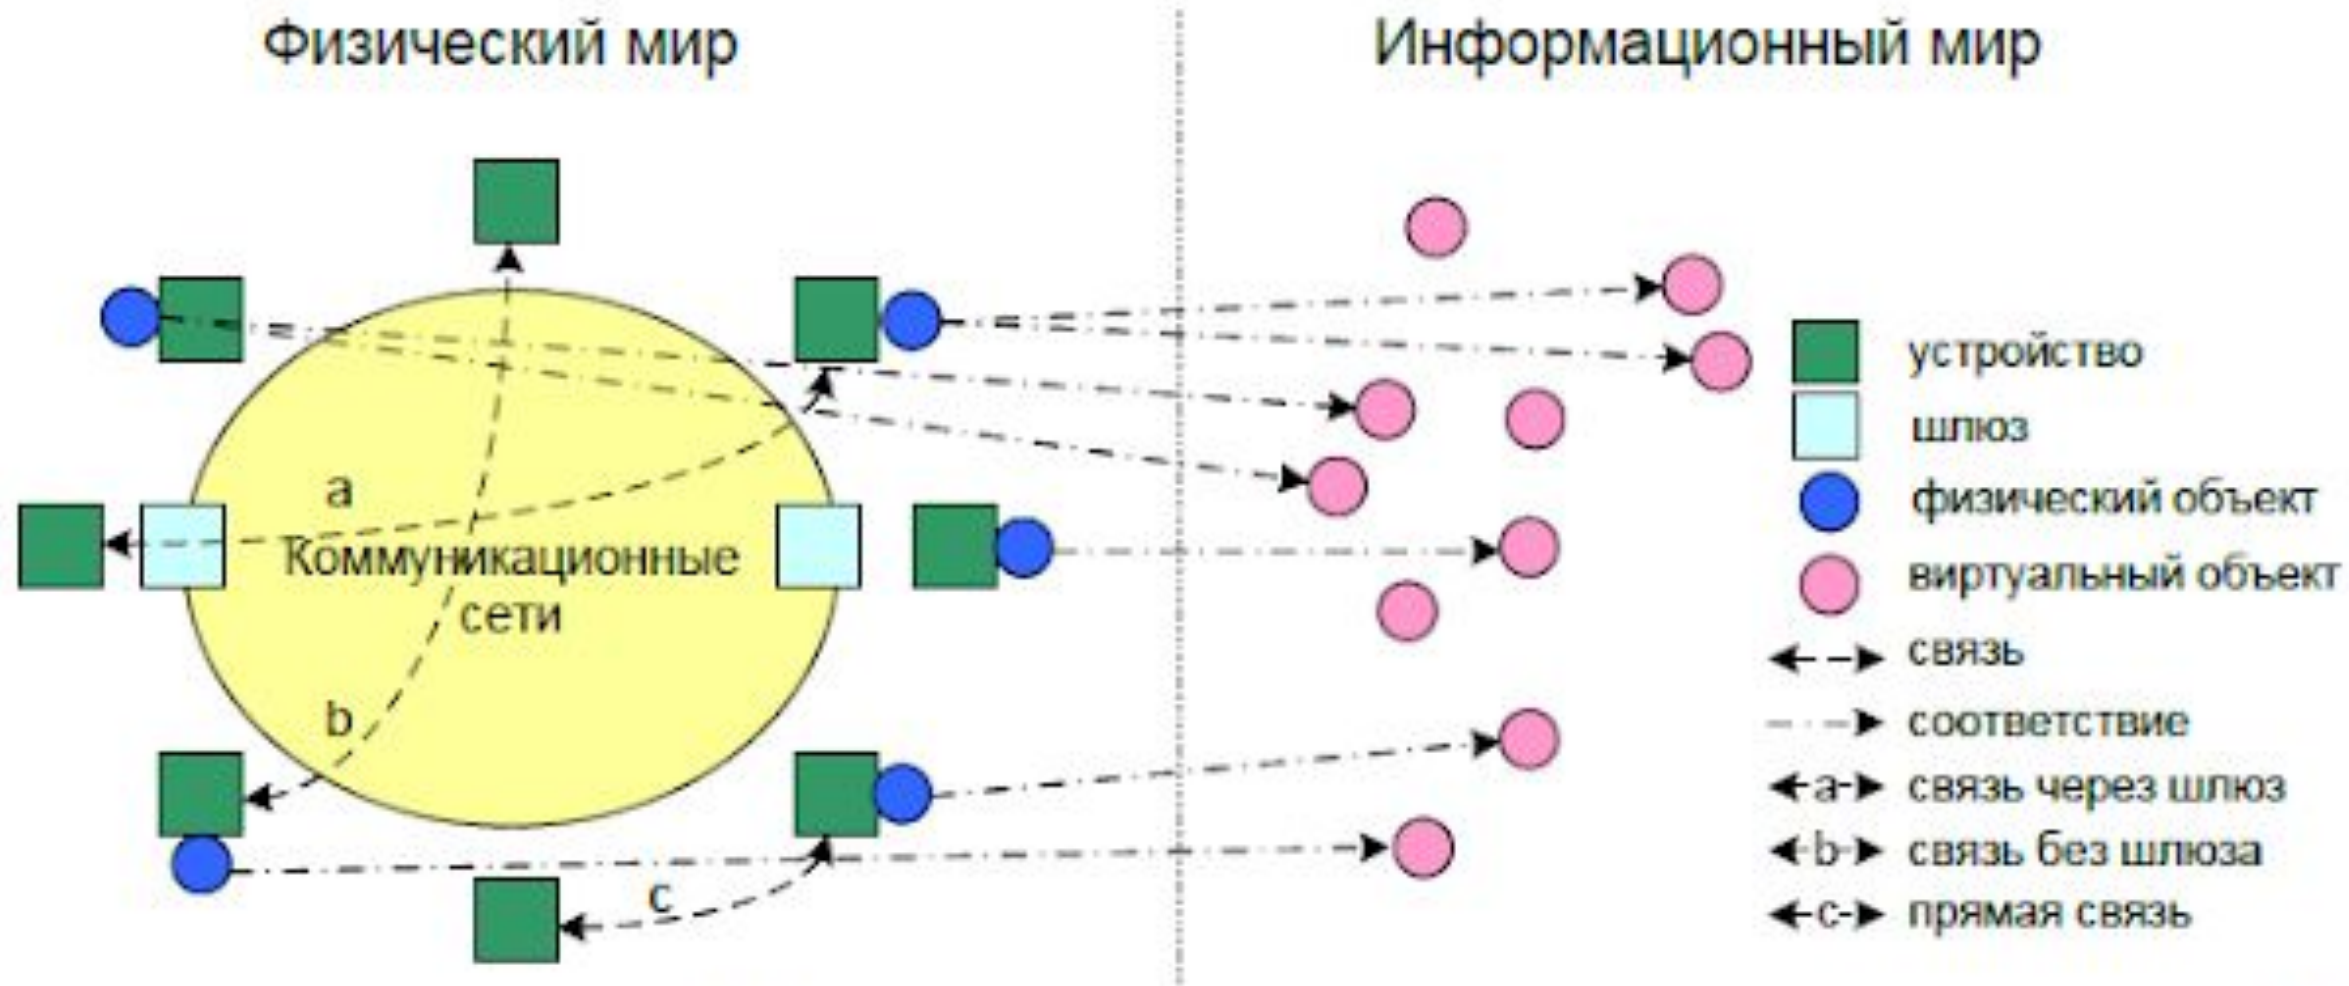 Физический мир
Информационный мир
a
Коммуникационные
сети
b
c
устройство
шлюз
физический объект
виртуальный объект
связь
соответствие
a связь через шлюз
b связь без шлюза
c прямая связь